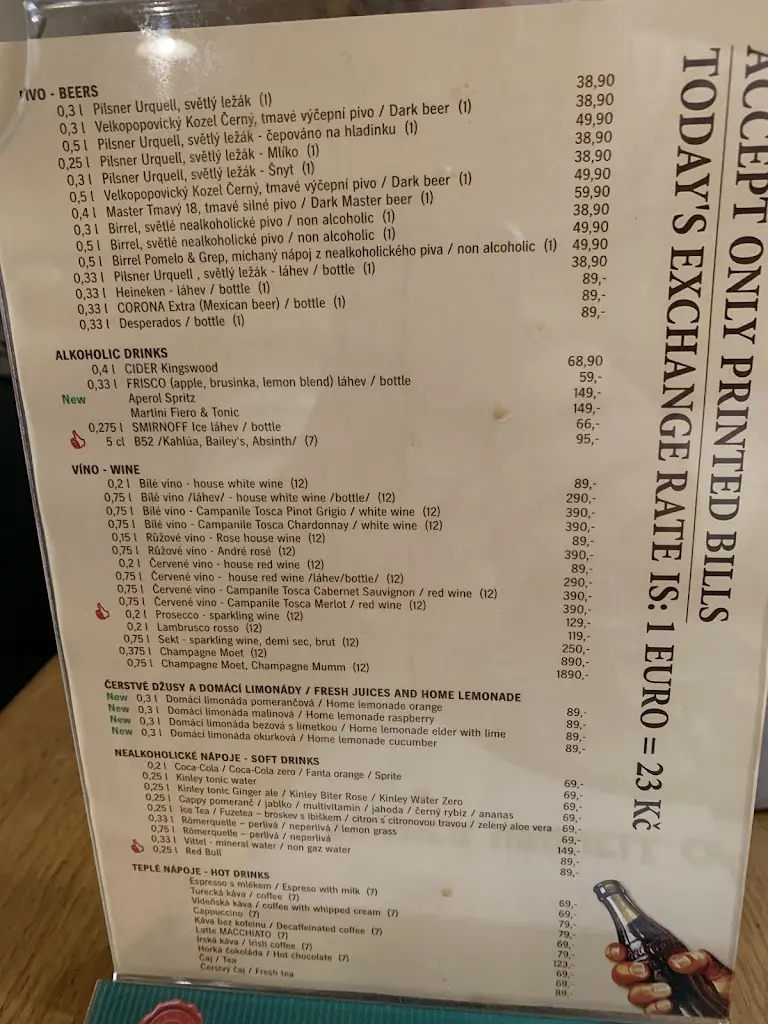 PIVO - BEERS
0,3 l Pilsner Urquell, světlý ležák (1) 38,90
0,3 l Velkopopovický Kozel Černý, tmavé výčepní pivo / Dark beer (1) 38,90
0,5 l Pilsner Urquell, světlý ležák - čepováno na hladinku (1) 49,90
0,25 l Pilsner Urquell, světlý ležák - Mlíko (1) 38,90
0,3 l Pilsner Urquell, světlý ležák - Šnyt (1) 38,90
0,5 l Velkopopovický Kozel Černý, tmavé výčepní pivo / Dark beer (1) 49,90
0,4 l Master Tmavý 18, tmavé silné pivo / Dark Master beer (1) 59,90
0,3 l Birrel, světlé nealkoholické pivo / non alcoholic (1) 38,90
0,5 l Birrel, světlé nealkoholické pivo / non alcoholic (1) 49,90
0,5 l Birrel Pomelo & Grep, míchaný nápoj z nealkoholického piva / non alcoholic (1) 49,90
0,33 l Pilsner Urquell , světlý ležák - láhev / bottle (1) 38,90
0,33 l Heineken - láhev / bottle (1) 89,-
0,33 l CORONA Extra (Mexican beer) / bottle (1) 89,-
0,33 l Desperados / bottle (1) 89,-
ALKOHOLIC DRINKS
0,4 l CIDER Kingswood 68,90
0,33 l FRISCO (apple, brusinka, lemon blend) láhev / bottle 59,-
New Aperol Spritz 149,-
Martini Fiero & Tonic 149,-
0,275 l SMIRNOFF Ice láhev / bottle 66,-
5 cl B52 /Kahlúa, Bailey's, Absinth/ (7) 95,-
VÍNO - WINE
0,2 l Bílé víno - house white wine (12) 89,-
0,75 l Bílé víno /láhev/ - house white wine /bottle/ (12) 290,-
0,75 l Bílé víno - Campanile Tosca Pinot Grigio / white wine (12) 390,-
0,75 l Bílé víno - Campanile Tosca Chardonnay / white wine (12) 390,-
0,15 l Růžové víno - Rose house wine (12) 89,-
0,75 l Růžové víno - André rosé (12) 390,-
0,2 l Červené víno - house red wine (12) 89,-
0,75 l Červené víno - house red wine /láhev/bottle/ (12) 290,-
0,75 l Červené víno - Campanile Tosca Cabernet Sauvignon / red wine (12) 390,-
0,75 l Červené víno - Campanile Tosca Merlot / red wine (12) 390,-
0,2 l Prosecco - sparkling wine (12) 129,-
0,2 l Lambrusco rosso (12) 119,-
0,75 l Sekt - sparkling wine, demi sec, brut (12) 250,-
0,375 l Champagne Moet (12) 890,-
0,75 l Champagne Moet, Champagne Mumm (12) 1890,-
ČERSTVÉ DŽUSY A DOMÁCÍ LIMONÁDY / FRESH JUICES AND HOME LEMONADE
New 0,3 l Domácí limonáda pomerančová / Home lemonade orange 89,-
New 0,3 l Domácí limonáda malinová / Home lemonade raspberry 89,-
New 0,3 l Domácí limonáda bezová s limetkou / Home lemonade elder with lime 89,-
New 0,3 l Domácí limonáda okurková / Home lemonade cucumber 89,-
NEALKOHOLICKÉ NÁPOJE - SOFT DRINKS
0,2 l Coca-Cola / Coca-Cola zero / Fanta orange / Sprite 69,-
0,25 l Kinley tonic water 69,-
0,25 l Kinley tonic Ginger ale / Kinley Biter Rose / Kinley Water Zero 69,-
0,25 l Cappy pomeranč / jablko / multivitamin / jahoda / černý rybíz / ananas 69,-
0,25 l Ice Tea / Fuzetea – broskev s ibiškem / citron s citronovou travou / zelený aloe vera 69,-
0,33 l Römerquelle – perlivá / neperlivá / lemon grass 69,-
0,75 l Römerquelle – perlivá / neperlivá 149,-
0,33 l Vittel - mineral water / non gaz water 89,-
0,25 l Red Bull 89,-
TEPLÉ NÁPOJE - HOT DRINKS
Espresso s mlékem / Espreso with milk (7) 69,-
Turecká káva / coffee (7) 69,-
Vídeňská káva / coffee with whipped cream (7) 79,-
Cappuccino (7) 79,-
Káva bez kofeinu / Decaffeinated coffee (7) 69,-
Latte MACCHIATO (7) 79,-
Irská káva / Irish coffee (7) 123,-
Horká čokoláda / Hot chocolate (7) 69,-
Čaj / Tea 69,-
Čerstvý čaj / Fresh tea 89,-
ACCEPT ONLY PRINTED BILLS
TODAY'S EXCHANGE RATE IS: 1 EURO = 23 Kč